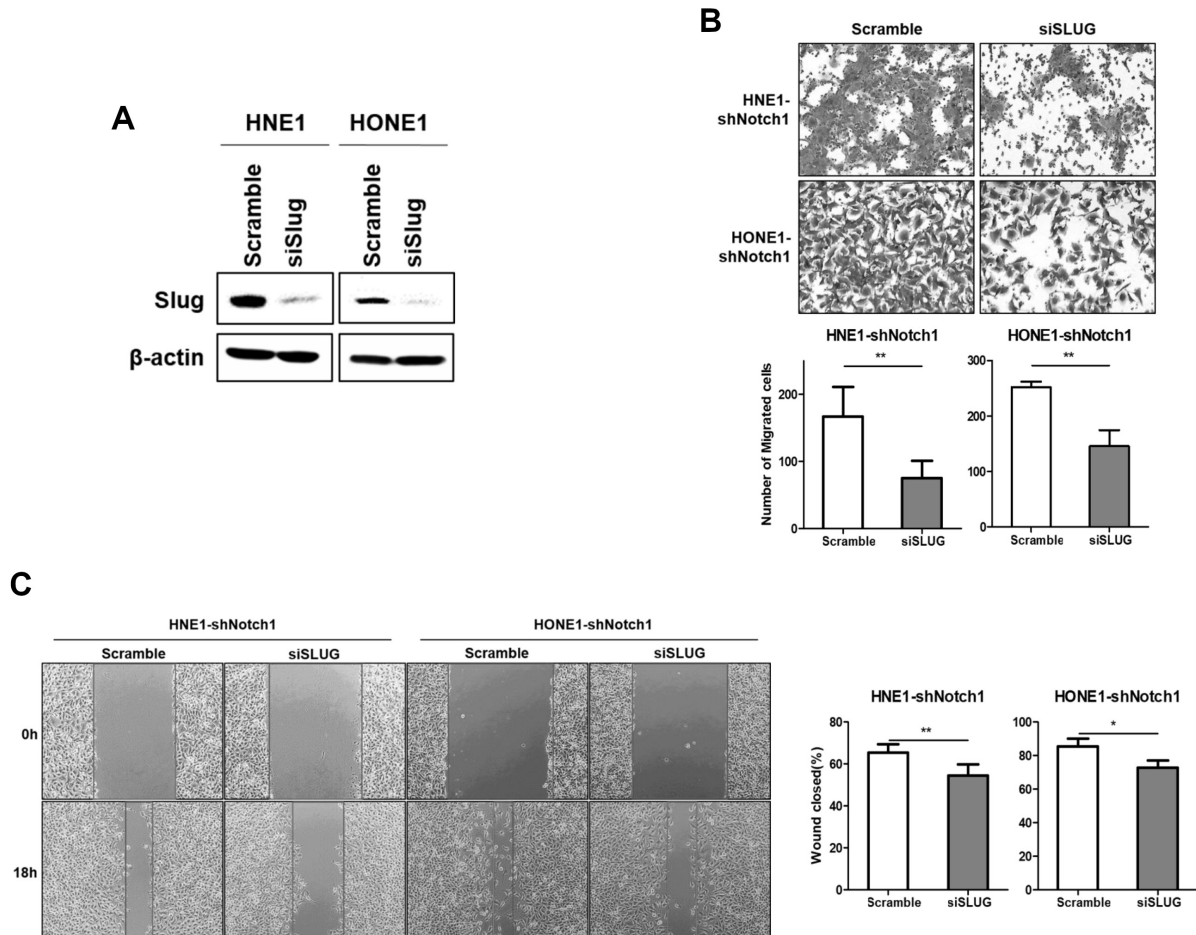 A
HNE1 HONE1
Scramble siSlug Scramble siSlug
Slug
β-actin
B
Scramble siSLUG
HNE1-
shNotch1
HONE1-
shNotch1
HNE1-shNotch1 HONE1-shNotch1
Number of Migrated cells
200
100
0
**
Scramble siSLUG
300
200
100
0
**
Scramble siSLUG
C
HNE1-shNotch1 HONE1-shNotch1
Scramble siSLUG Scramble siSLUG
0h
18h
HNE1-shNotch1 HONE1-shNotch1
Wound closed(%)
80
60
40
20
0
**
Scramble siSLUG
100
80
60
40
20
0
*
Scramble siSLUG